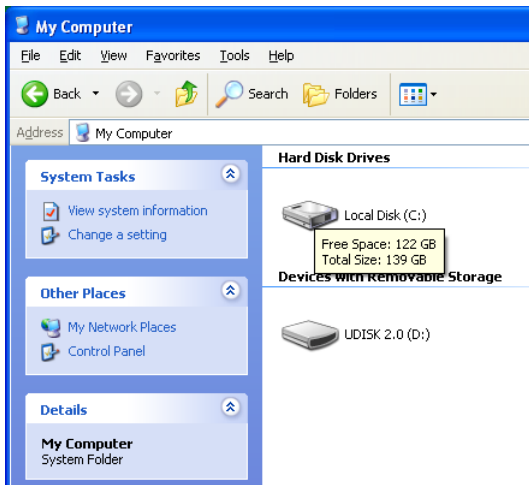 My Computer
File Edit View Favorites Tools Help
Back Search Folders
Address My Computer
System Tasks
View system information
Change a setting
Other Places
My Network Places
Control Panel
Details
My Computer
System Folder
Hard Disk Drives
Local Disk (C:)
Free Space: 122 GB
Total Size: 139 GB
Devices with Removable Storage
UDISK 2.0 (D:)